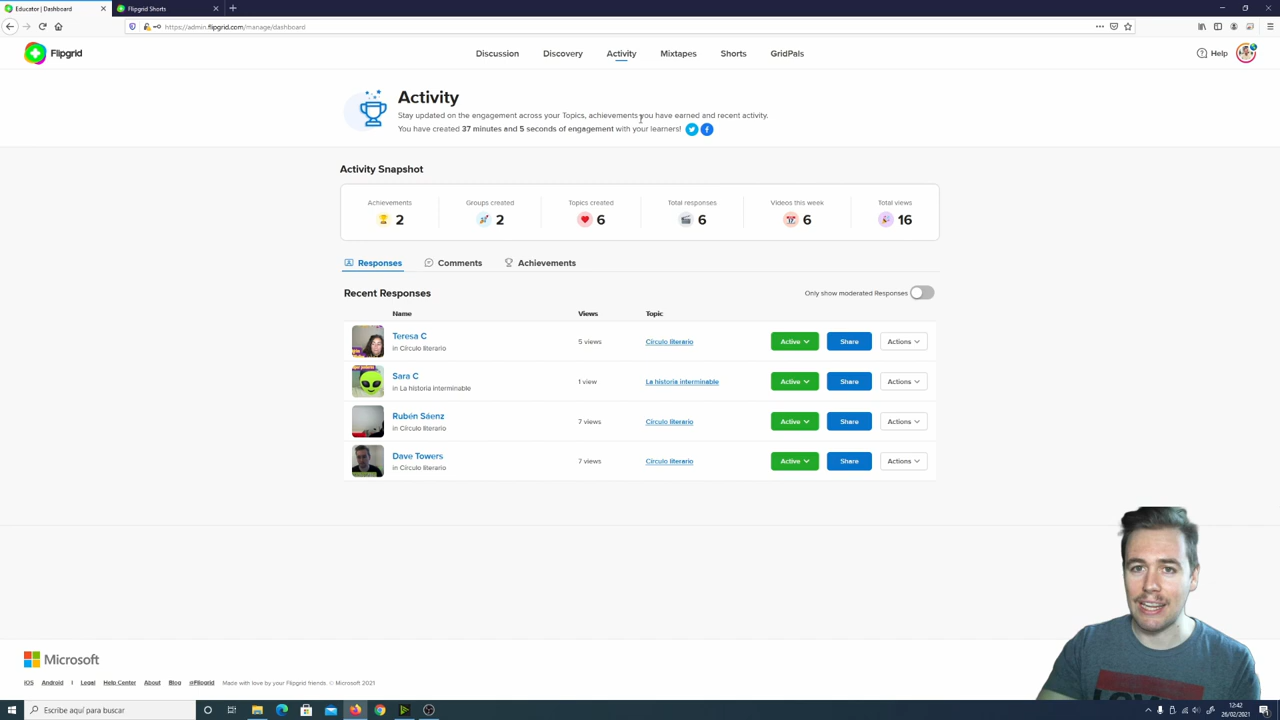 Educator | Dashboard
Flipgrid Shorts
https://admin.flipgrid.com/manage/dashboard
Flipgrid
Discussion
Discovery
Activity
Mixtapes
Shorts
GridPals
Help
Activity
Stay updated on the engagement across your Topics, achievements you have earned and recent activity.
You have created 37 minutes and 5 seconds of engagement with your learners!
Activity Snapshot
Achievements
2
Groups created
2
Topics created
6
Total responses
6
Videos this week
6
Total views
16
Responses
Comments
Achievements
Recent Responses
Only show moderated Responses
Name Views Topic
Teresa C
in Círculo literario
5 views
Círculo literario
Active
Share
Actions
Sara C
in La historia interminable
1 view
La historia interminable
Active
Share
Actions
Rubén Sáenz
in Círculo literario
7 views
Círculo literario
Active
Share
Actions
Dave Towers
in Círculo literario
7 views
Círculo literario
Active
Share
Actions
Microsoft
iOS Android | Legal Help Center About Blog @Flipgrid Made with love by your Flipgrid friends. © Microsoft 2021
Escribe aquí para buscar
12:42
26/02/2021